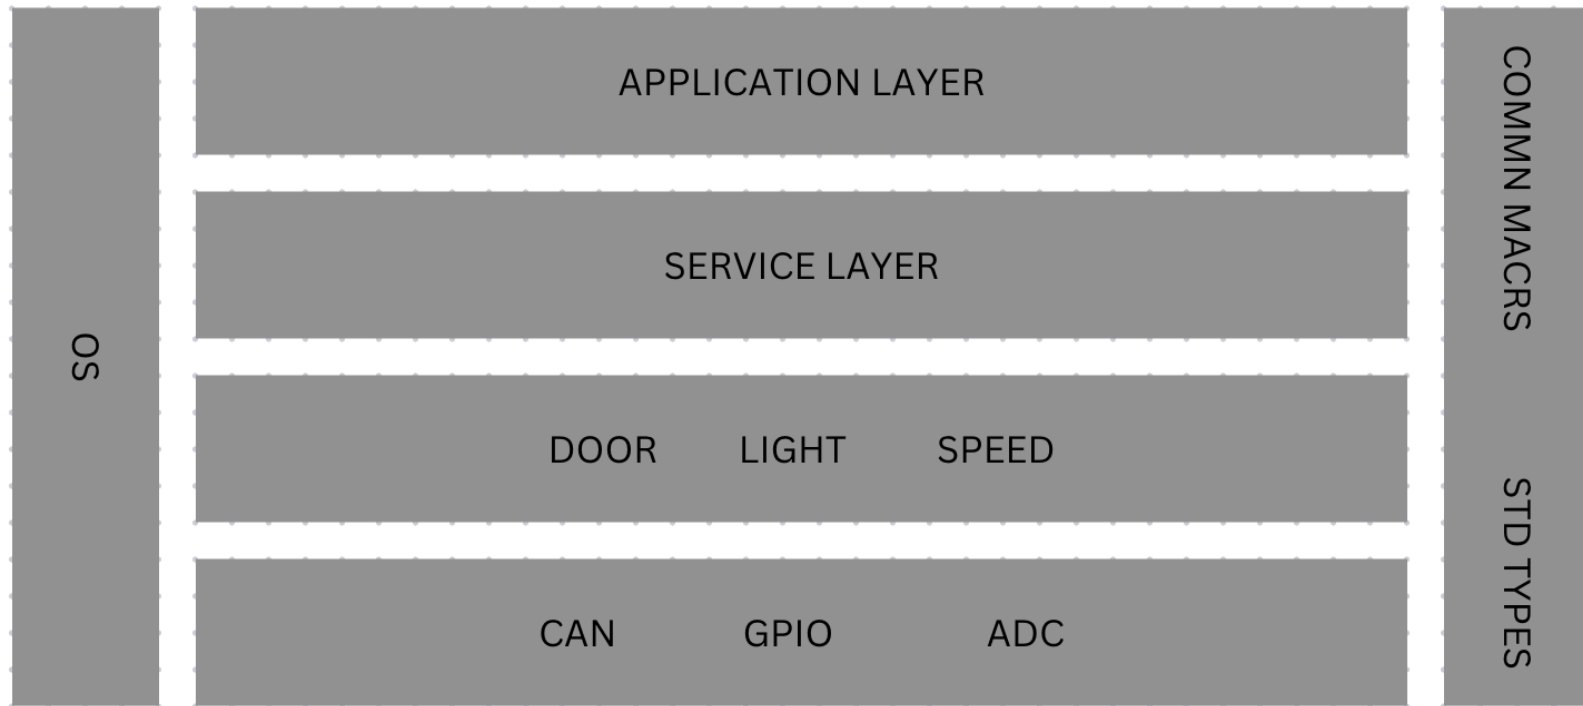 OS
APPLICATION LAYER
SERVICE LAYER
DOOR LIGHT SPEED
CAN GPIO ADC
COMMN MACRS
STD TYPES